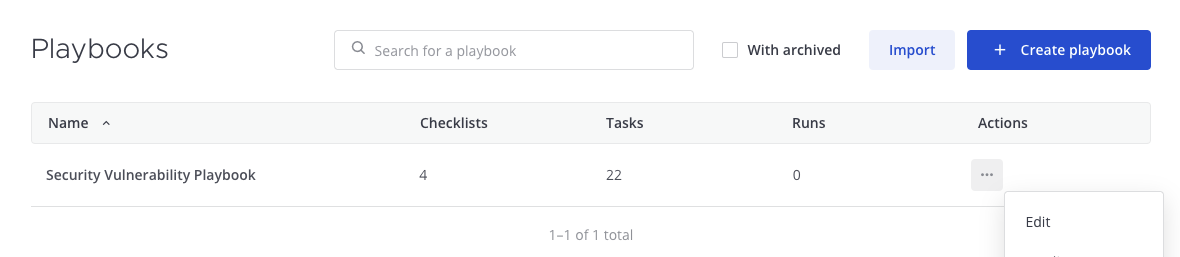 Playbooks
Search for a playbook
With archived
Import
+ Create playbook
Name Checklists Tasks Runs Actions
Security Vulnerability Playbook 4 22 0 ...
Edit
1–1 of 1 total